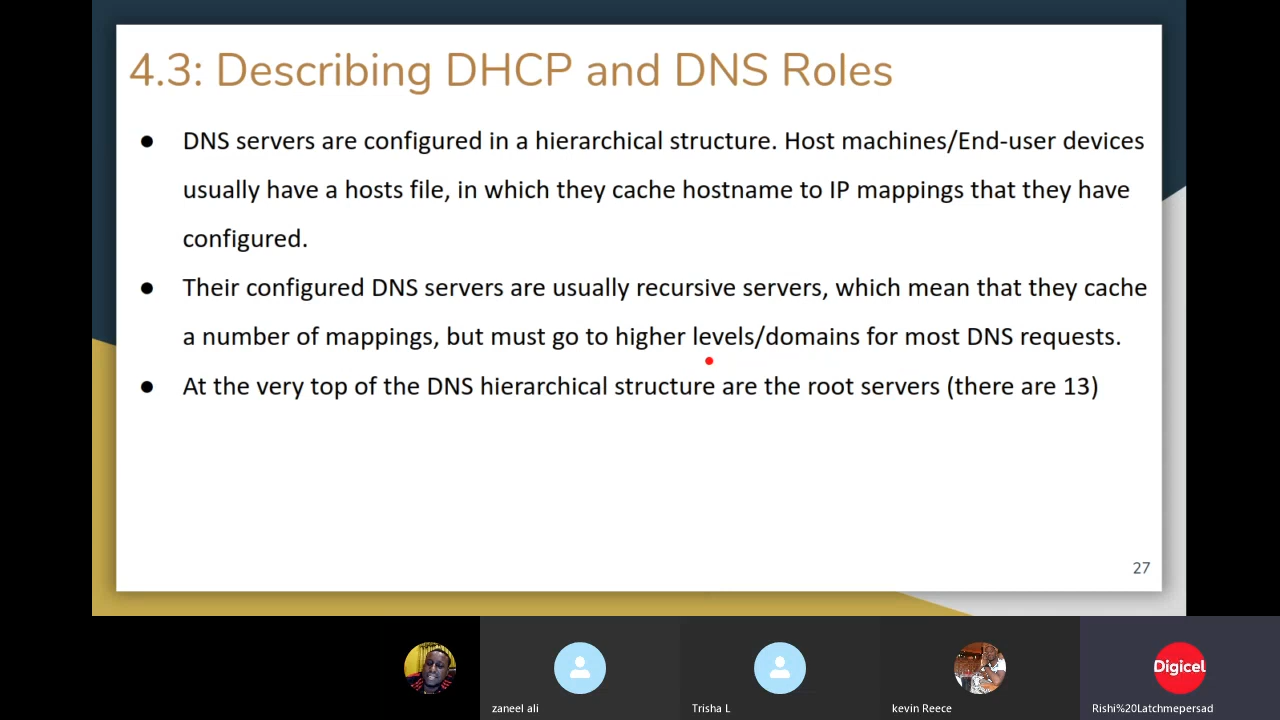 4.3: Describing DHCP and DNS Roles
● DNS servers are configured in a hierarchical structure. Host machines/End-user devices
usually have a hosts file, in which they cache hostname to IP mappings that they have
configured.
● Their configured DNS servers are usually recursive servers, which mean that they cache
a number of mappings, but must go to higher levels/domains for most DNS requests.
● At the very top of the DNS hierarchical structure are the root servers (there are 13)
27
Digicel
zaneel ali
Trisha L
kevin Reece
Rishi%20Latchmepersad